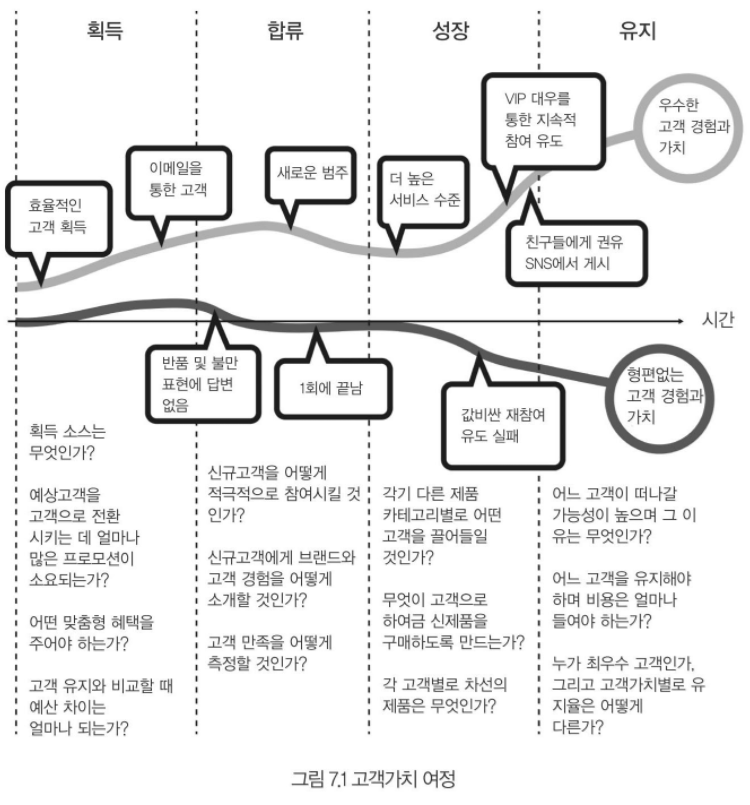 획득
합류
성장
유지
효율적인
고객 획득
이메일을
통한 고객
새로운 범주
더 높은
서비스 수준
VIP 대우를
통한 지속적
참여 유도
친구들에게 권유
SNS에서 게시
우수한
고객 경험과
가치
시간
반품 및 불만
표현에 답변
없음
1회에 끝남
값비싼 재참여
유도 실패
형편없는
고객 경험과
가치
획득 소스는
무엇인가?
예상고객을
고객으로 전환
시키는 데 얼마나
많은 프로모션이
소요되는가?
어떤 맞춤형 혜택을
주어야 하는가?
고객 유지와 비교할 때
예산 차이는
얼마나 되는가?
신규고객을 어떻게
적극적으로 참여시킬 것
인가?
신규고객에게 브랜드와
고객 경험을 어떻게
소개할 것인가?
고객 만족을 어떻게
측정할 것인가?
각기 다른 제품
카테고리별로 어떤
고객을 끌어들일
것인가?
무엇이 고객으로
하여금 신제품을
구매하도록 만드는가?
각 고객별로 차선의
제품은 무엇인가?
어느 고객이 떠나갈
가능성이 높으며 그 이
유는 무엇인가?
어느 고객을 유지해야
하며 비용은 얼마나
들여야 하는가?
누가 최우수 고객인가,
그리고 고객가치별로 유
지율은 어떻게
다른가?
그림 7.1 고객가치 여정